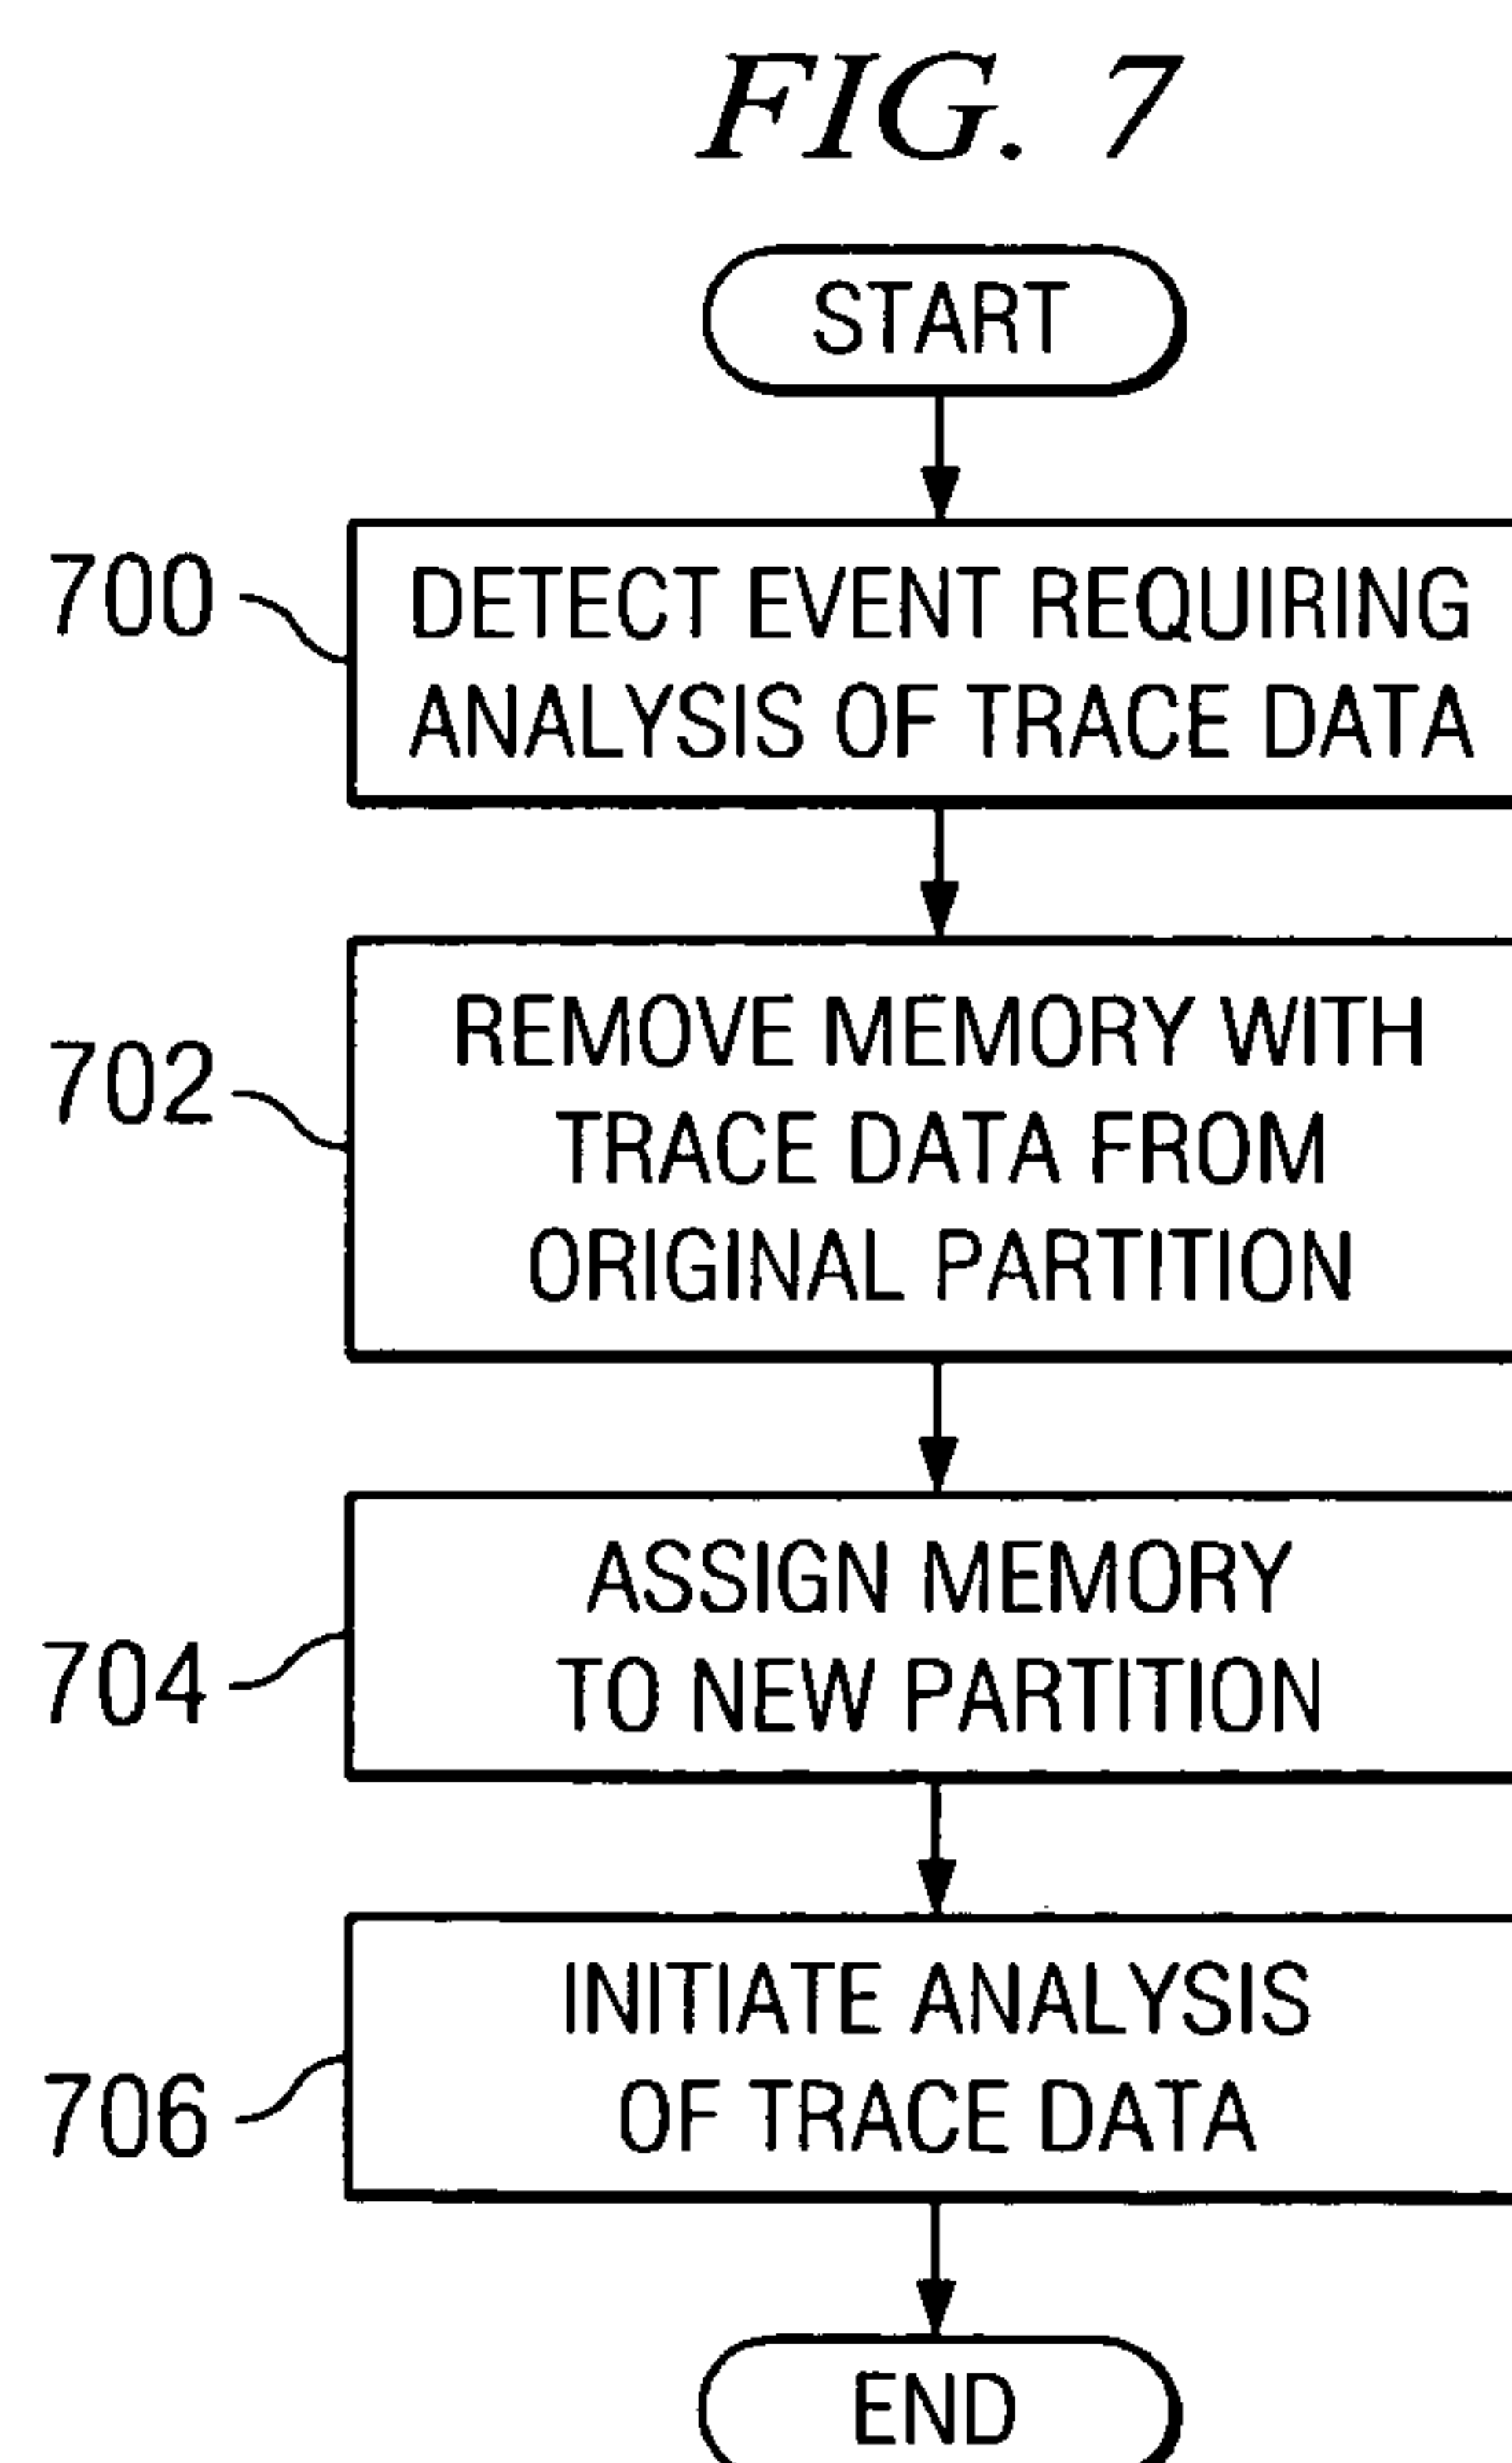 FIG. 7
START
700
DETECT EVENT REQUIRING
ANALYSIS OF TRACE DATA
702
REMOVE MEMORY WITH
TRACE DATA FROM
ORIGINAL PARTITION
704
ASSIGN MEMORY
TO NEW PARTITION
706
INITIATE ANALYSIS
OF TRACE DATA
END